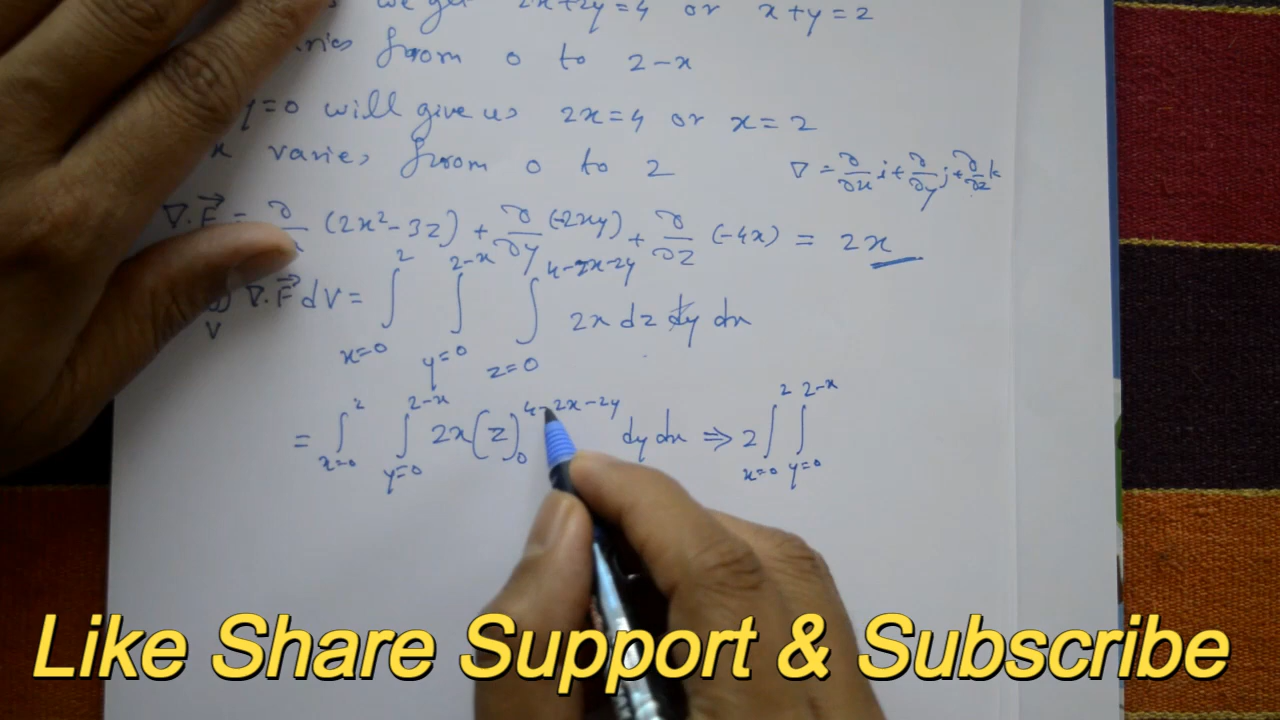 we get 2x+2y=4 or x+y=2
from 0 to 2-x
y=0 will give us 2x=4 or x=2
x varies from 0 to 2
∇ = ∂/∂x i + ∂/∂y j + ∂/∂z k
∇.F⃗ = ∂ (2x²-3z) + ∂/∂y (-2xy) + ∂/∂z (-4x) = 2x
∇.F⃗ dV = ∫_{x=0}^{2} ∫_{y=0}^{2-x} ∫_{z=0}^{4-2x-2y} 2x dz dy dx
= ∫_{x=0}^{2} ∫_{y=0}^{2-x} 2x (z)_{0}^{4-2x-2y} dy dx ⇒ 2 ∫_{x=0}^{2} ∫_{y=0}^{2-x}
Like Share Support & Subscribe